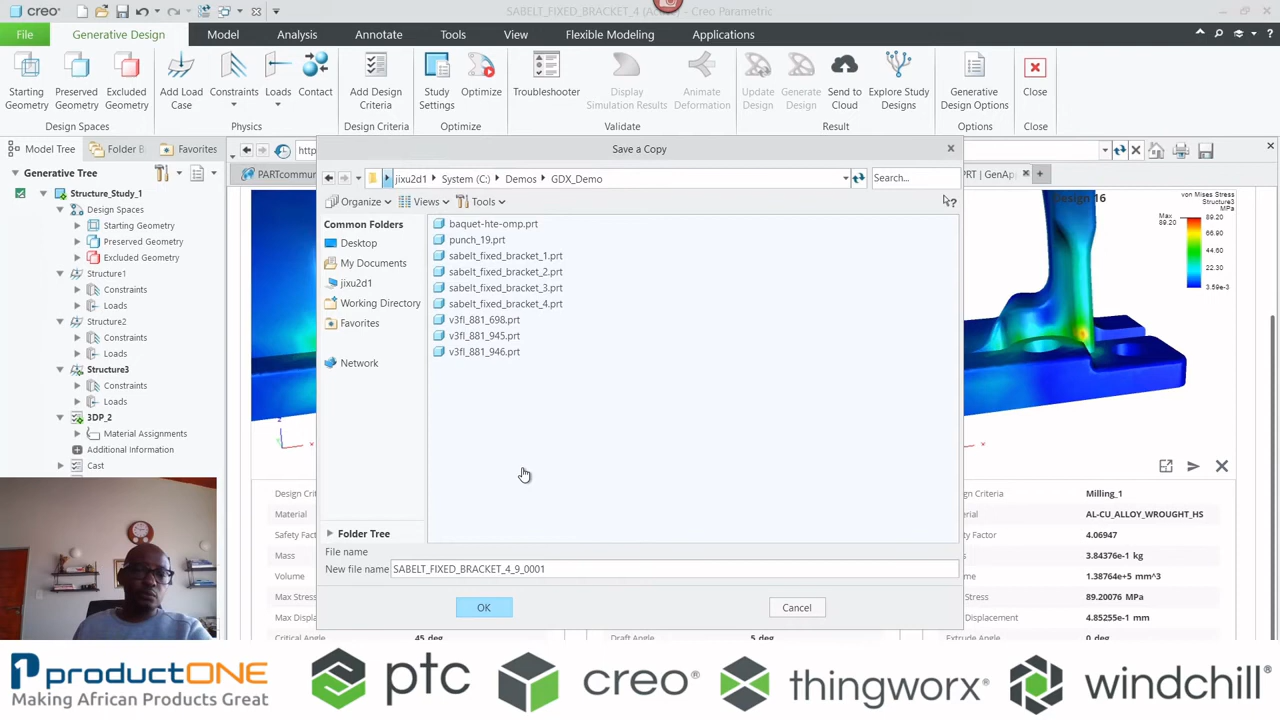 creo
SABELT_FIXED_BRACKET_4 (Active) - Creo Parametric
File
Generative Design
Model
Analysis
Annotate
Tools
View
Flexible Modeling
Applications
Starting Geometry
Preserved Geometry
Excluded Geometry
Add Load Case
Constraints
Loads
Contact
Add Design Criteria
Study Settings
Optimize
Troubleshooter
Display Simulation Results
Animate Deformation
Update Design
Generate Design
Send to Cloud
Explore Study Designs
Generative Design Options
Close
Design Spaces
Physics
Design Criteria
Optimize
Validate
Result
Options
Close
Model Tree
Folder B
Favorites
http
PARTcommun
PRT | GenAp
Generative Tree
Structure_Study_1
Design Spaces
Starting Geometry
Preserved Geometry
Excluded Geometry
Structure1
Constraints
Loads
Structure2
Constraints
Loads
Structure3
Constraints
Loads
3DP_2
Material Assignments
Additional Information
Cast
Save a Copy
jixu2d1
System (C:)
Demos
GDX_Demo
Search...
Organize
Views
Tools
Common Folders
Desktop
My Documents
jixu2d1
Working Directory
Favorites
Network
Folder Tree
baquet-hte-omp.prt
punch_19.prt
sabelt_fixed_bracket_1.prt
sabelt_fixed_bracket_2.prt
sabelt_fixed_bracket_3.prt
sabelt_fixed_bracket_4.prt
v3fl_881_698.prt
v3fl_881_945.prt
v3fl_881_946.prt
File name
New file name SABELT_FIXED_BRACKET_4_9_0001
OK
Cancel
Design 16
von Mises Stress
Structure3
MPa
Max 89.20
89.20
66.90
44.60
22.30
3.59e-3
Design Cri
Material
Safety Fact
Mass
Volume
Max Stress
Max Displ
Critical Angle
45 deg
Draft Angle
5 deg
gn Criteria
Milling_1
erial
AL-CU_ALLOY_WROUGHT_HS
y Factor
4.06947
3.84376e-1 kg
me
1.38764e+5 mm^3
Stress
89.20076 MPa
Displacement
4.85255e-1 mm
Extrude Angle
0 deg
productONE
Making African Products Great
ptc
creo®
thingworx®
windchill®